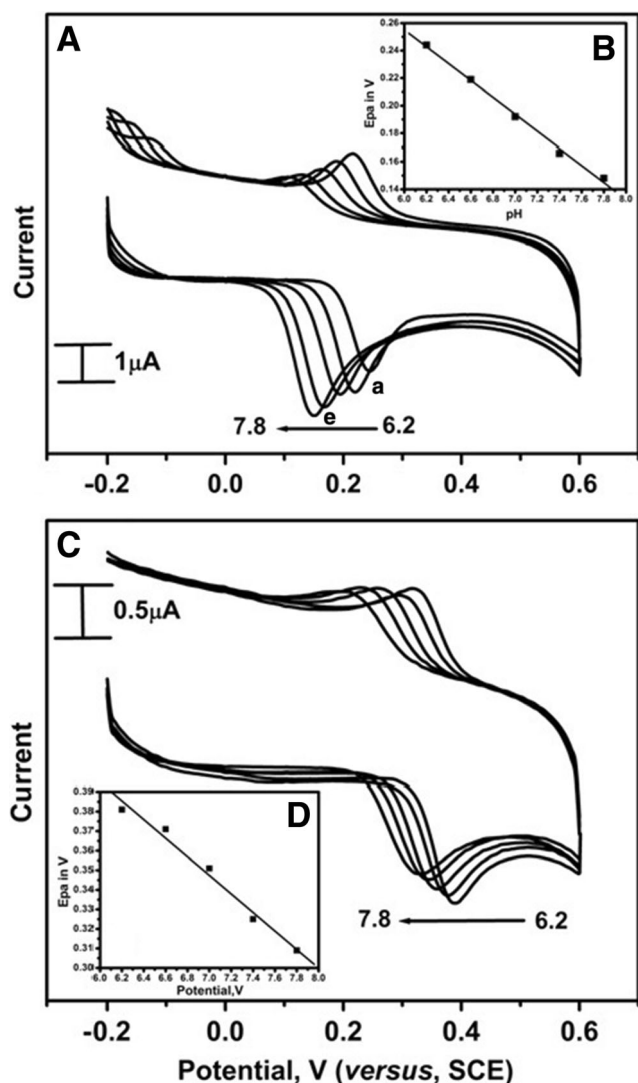 A
B
Epa in V
0.26
0.24
0.22
0.20
0.18
0.16
0.14
6.0 6.2 6.4 6.6 6.8 7.0 7.2 7.4 7.6 7.8 8.0
pH
Current
1μA
a
e
7.8 6.2
-0.2 0.0 0.2 0.4 0.6
C
0.5μA
Current
D
Epa in V
0.39
0.38
0.37
0.36
0.35
0.34
0.33
0.32
0.31
0.30
6.0 6.2 6.4 6.6 6.8 7.0 7.2 7.4 7.6 7.8 8.0
Potential,V
7.8 6.2
-0.2 0.0 0.2 0.4 0.6
Potential, V (versus, SCE)